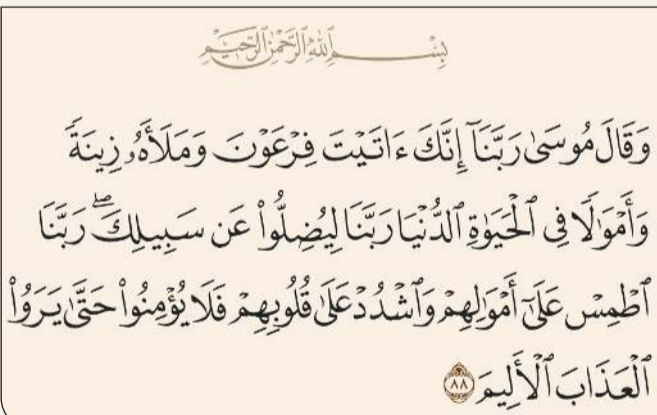 بِسْمِ ٱللَّهِ ٱلرَّحْمَٰنِ ٱلرَّحِيمِ
وَقَالَ مُوسَىٰ رَبَّنَآ إِنَّكَ ءَاتَيْتَ فِرْعَوْنَ وَمَلَأَهُۥ زِينَةً
وَأَمْوَٰلًا فِى ٱلْحَيَوٰةِ ٱلدُّنْيَا رَبَّنَا لِيُضِلُّوا۟ عَن سَبِيلِكَ ۖ رَبَّنَا
ٱطْمِسْ عَلَىٰٓ أَمْوَٰلِهِمْ وَٱشْدُدْ عَلَىٰ قُلُوبِهِمْ فَلَا يُؤْمِنُوا۟ حَتَّىٰ يَرَوُا۟
ٱلْعَذَابَ ٱلْأَلِيمَ ٨٨